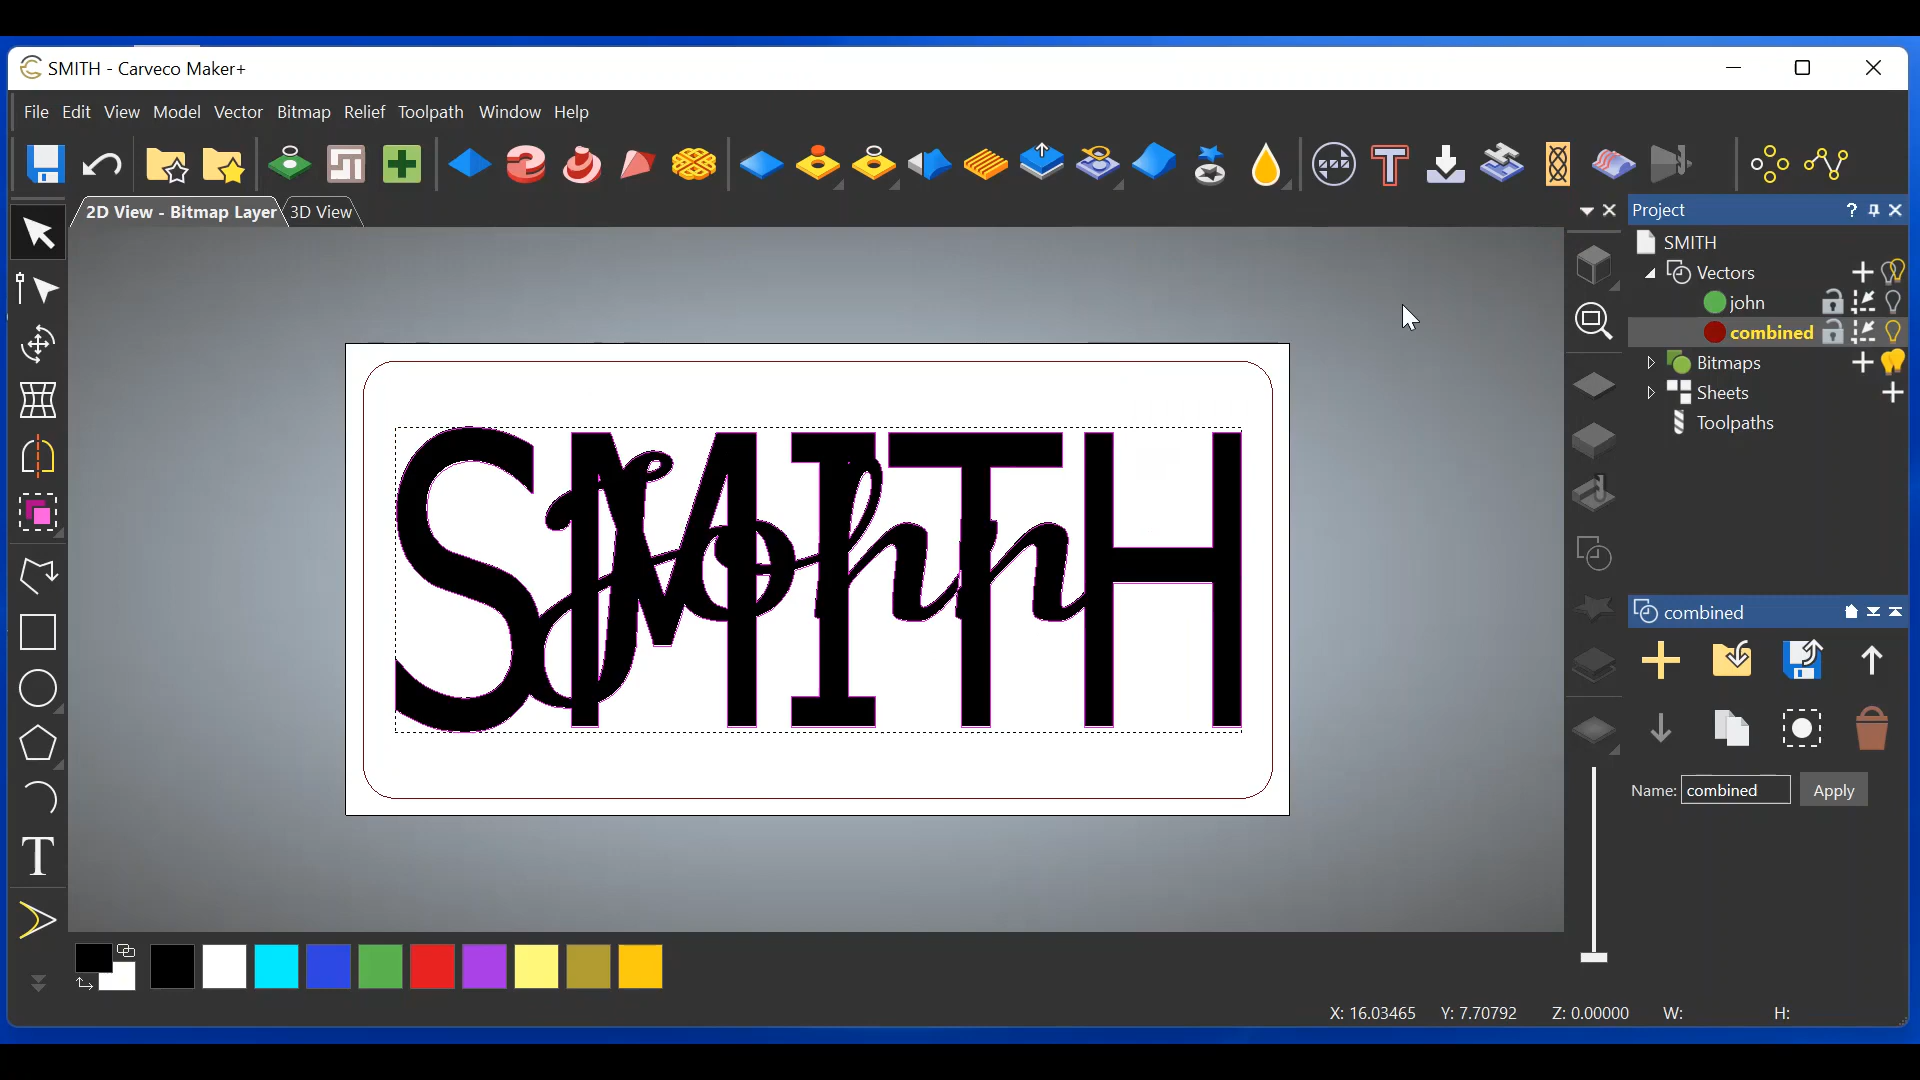 SMITH - Carveco Maker+
File Edit View Model Vector Bitmap Relief Toolpath Window Help
2D View - Bitmap Layer 3D View
Project ?
SMITH
Vectors
john
combined
Bitmaps
Sheets
Toolpaths
SMITH
John
combined
Name: combined Apply
T
X: 16.03465 Y: 7.70792 Z: 0.00000 W: H: